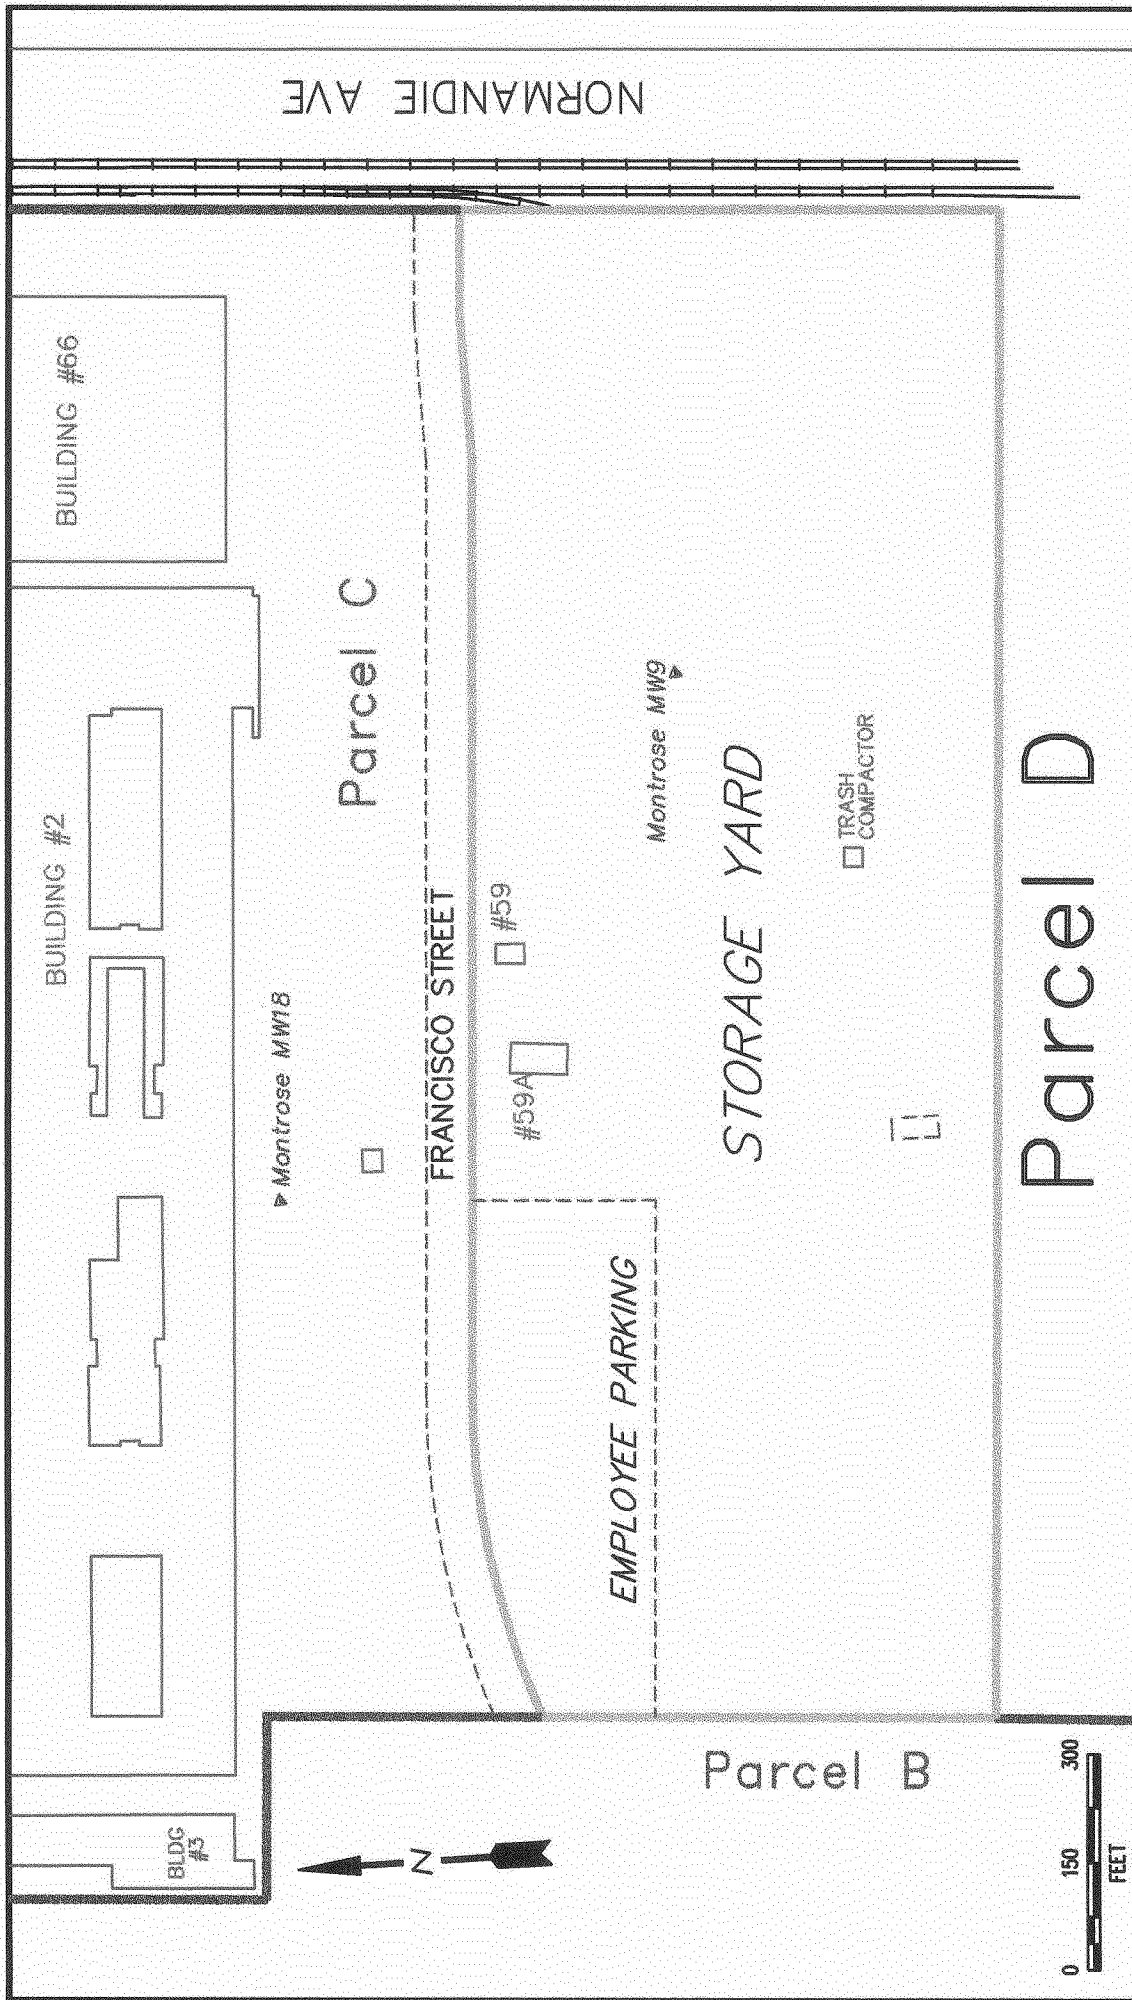 NORMANDIE AVE
BUILDING #66
BUILDING #2
BLDG
#3
Parcel C
Montrose MW18
FRANCISCO STREET
#59
#59A
Montrose MW9
STORAGE YARD
TRASH
COMPACTOR
EMPLOYEE PARKING
Parcel D
Parcel B
N
0 150 300
FEET